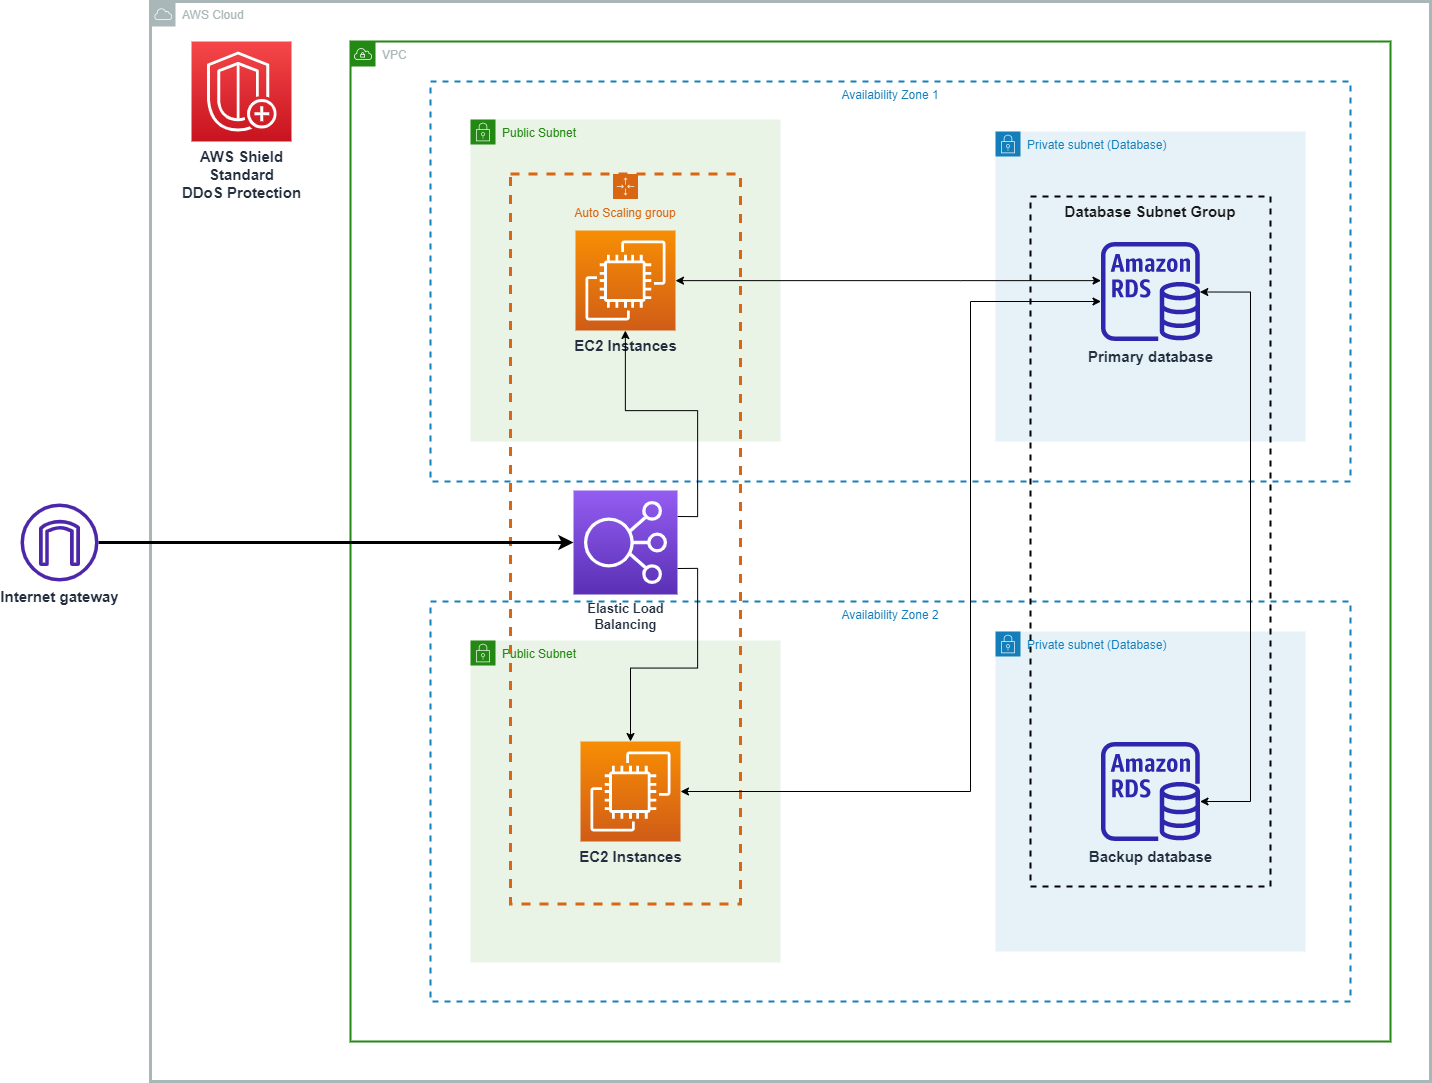 AWS Cloud
AWS Shield
Standard
DDoS Protection
VPC
Availability Zone 1
Public Subnet
Private subnet (Database)
Auto Scaling group
Database Subnet Group
Amazon
RDS
EC2 Instances
Primary database
Internet gateway
Elastic Load
Balancing
Availability Zone 2
Public Subnet
Private subnet (Database)
Amazon
RDS
EC2 Instances
Backup database